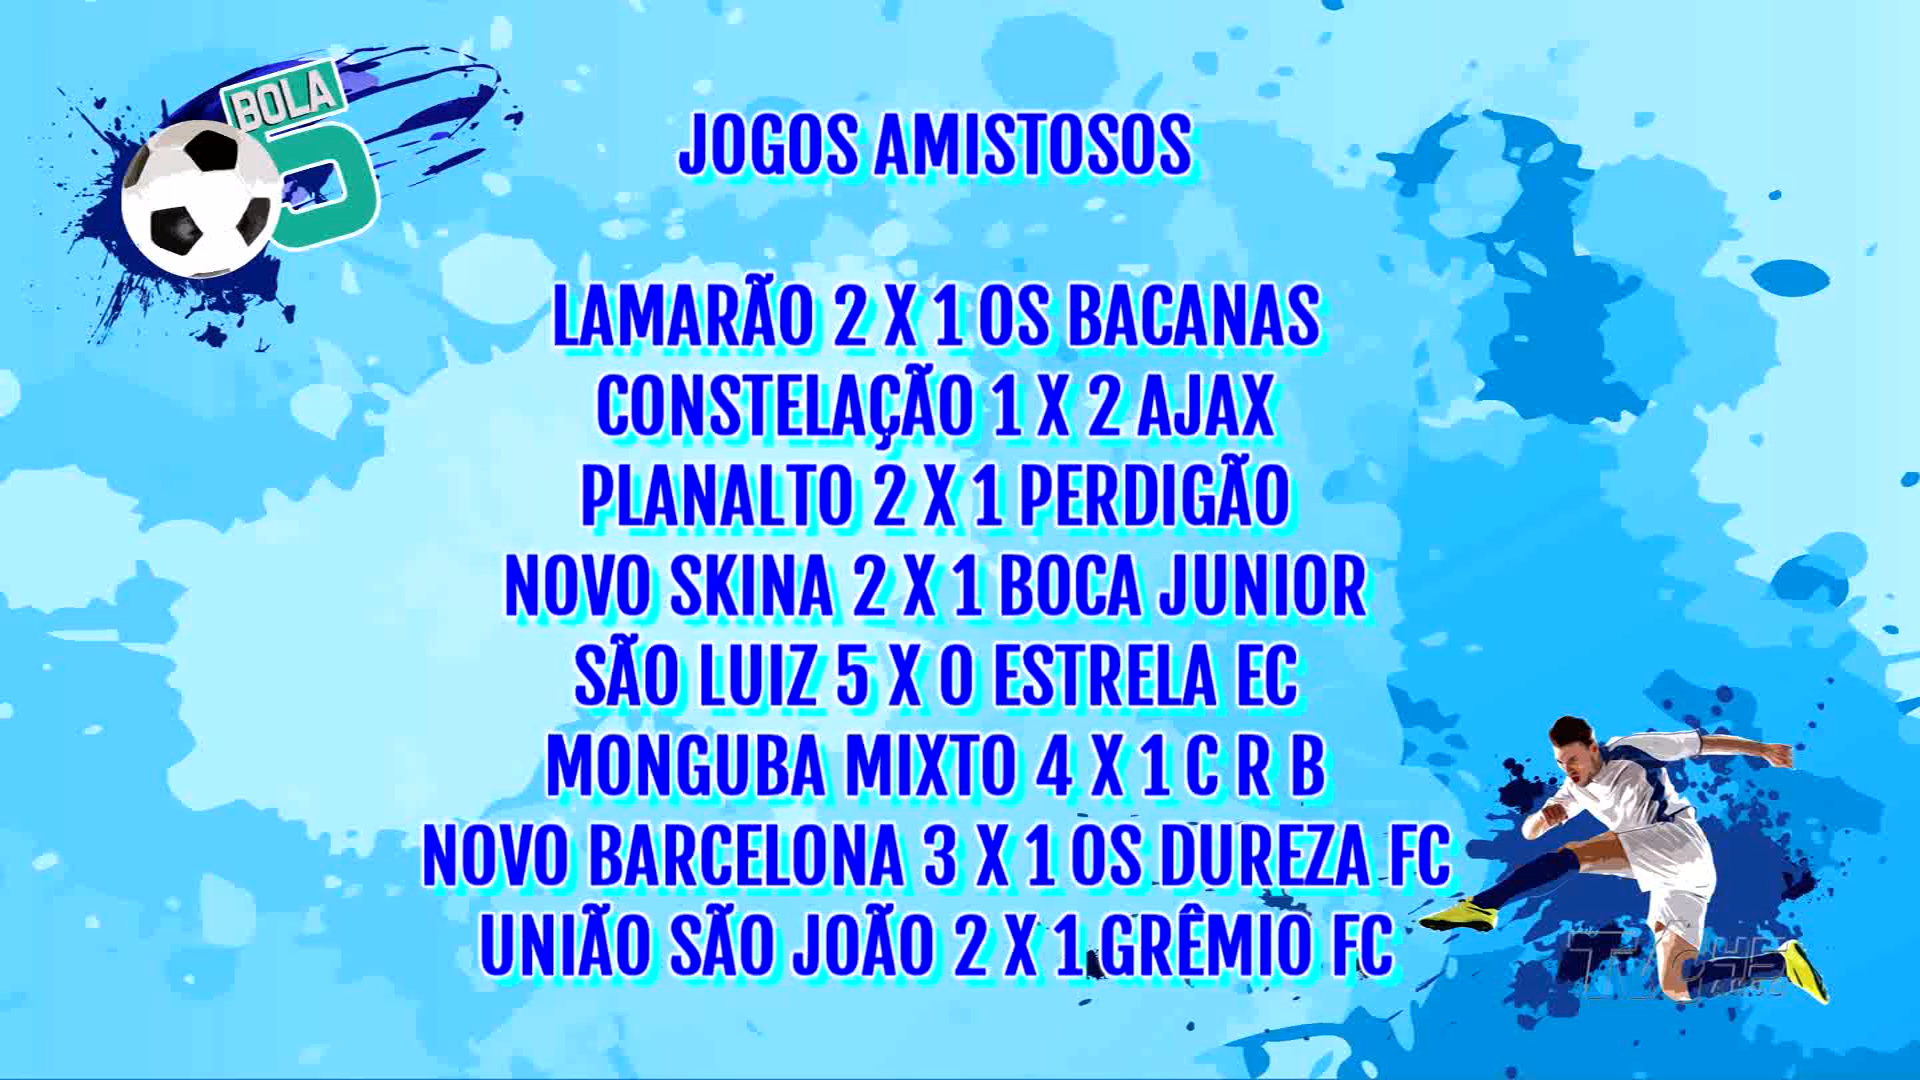 BOLA
5
JOGOS AMISTOSOS
LAMARÃO 2 X 1 OS BACANAS
CONSTELAÇÃO 1 X 2 AJAX
PLANALTO 2 X 1 PERDIGÃO
NOVO SKINA 2 X 1 BOCA JUNIOR
SÃO LUIZ 5 X 0 ESTRELA EC
MONGUBA MIXTO 4 X 1 C R B
NOVO BARCELONA 3 X 1 OS DUREZA FC
UNIÃO SÃO JOÃO 2 X 1 GRÊMIO FC